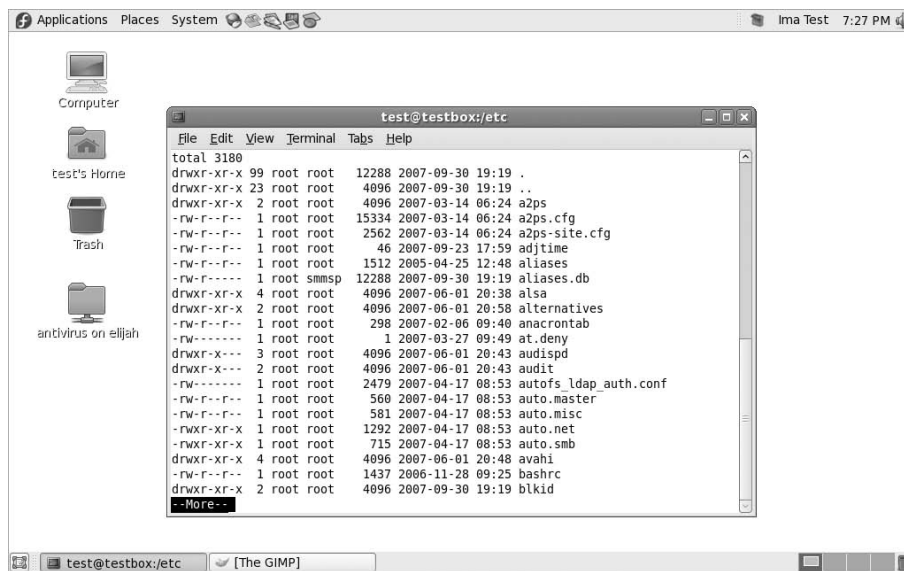 Applications Places System Ima Test 7:27 PM
Computer
test's Home
Trash
antivirus on elijah
test@testbox:/etc
File Edit View Terminal Tabs Help
total 3180
drwxr-xr-x 99 root root 12288 2007-09-30 19:19 .
drwxr-xr-x 23 root root 4096 2007-09-30 19:19 ..
drwxr-xr-x 2 root root 4096 2007-03-14 06:24 a2ps
-rw-r--r-- 1 root root 15334 2007-03-14 06:24 a2ps.cfg
-rw-r--r-- 1 root root 2562 2007-03-14 06:24 a2ps-site.cfg
-rw-r--r-- 1 root root 46 2007-09-23 17:59 adjtime
-rw-r--r-- 1 root root 1512 2005-04-25 12:48 aliases
-rw-r----- 1 root smmsp 12288 2007-09-30 19:19 aliases.db
drwxr-xr-x 4 root root 4096 2007-06-01 20:38 alsa
drwxr-xr-x 2 root root 4096 2007-06-01 20:58 alternatives
-rw-r--r-- 1 root root 298 2007-02-06 09:40 anacrontab
-rw------- 1 root root 1 2007-03-27 09:49 at.deny
drwxr-x--- 3 root root 4096 2007-06-01 20:43 audispd
drwxr-x--- 2 root root 4096 2007-06-01 20:43 audit
-rw------- 1 root root 2479 2007-04-17 08:53 autofs_ldap_auth.conf
-rw-r--r-- 1 root root 560 2007-04-17 08:53 auto.master
-rw-r--r-- 1 root root 581 2007-04-17 08:53 auto.misc
-rwxr-xr-x 1 root root 1292 2007-04-17 08:53 auto.net
-rwxr-xr-x 1 root root 715 2007-04-17 08:53 auto.smb
drwxr-xr-x 4 root root 4096 2007-06-01 20:48 avahi
-rw-r--r-- 1 root root 1437 2006-11-28 09:25 bashrc
drwxr-xr-x 2 root root 4096 2007-09-30 19:19 blkid
--More--
test@testbox:/etc [The GIMP]